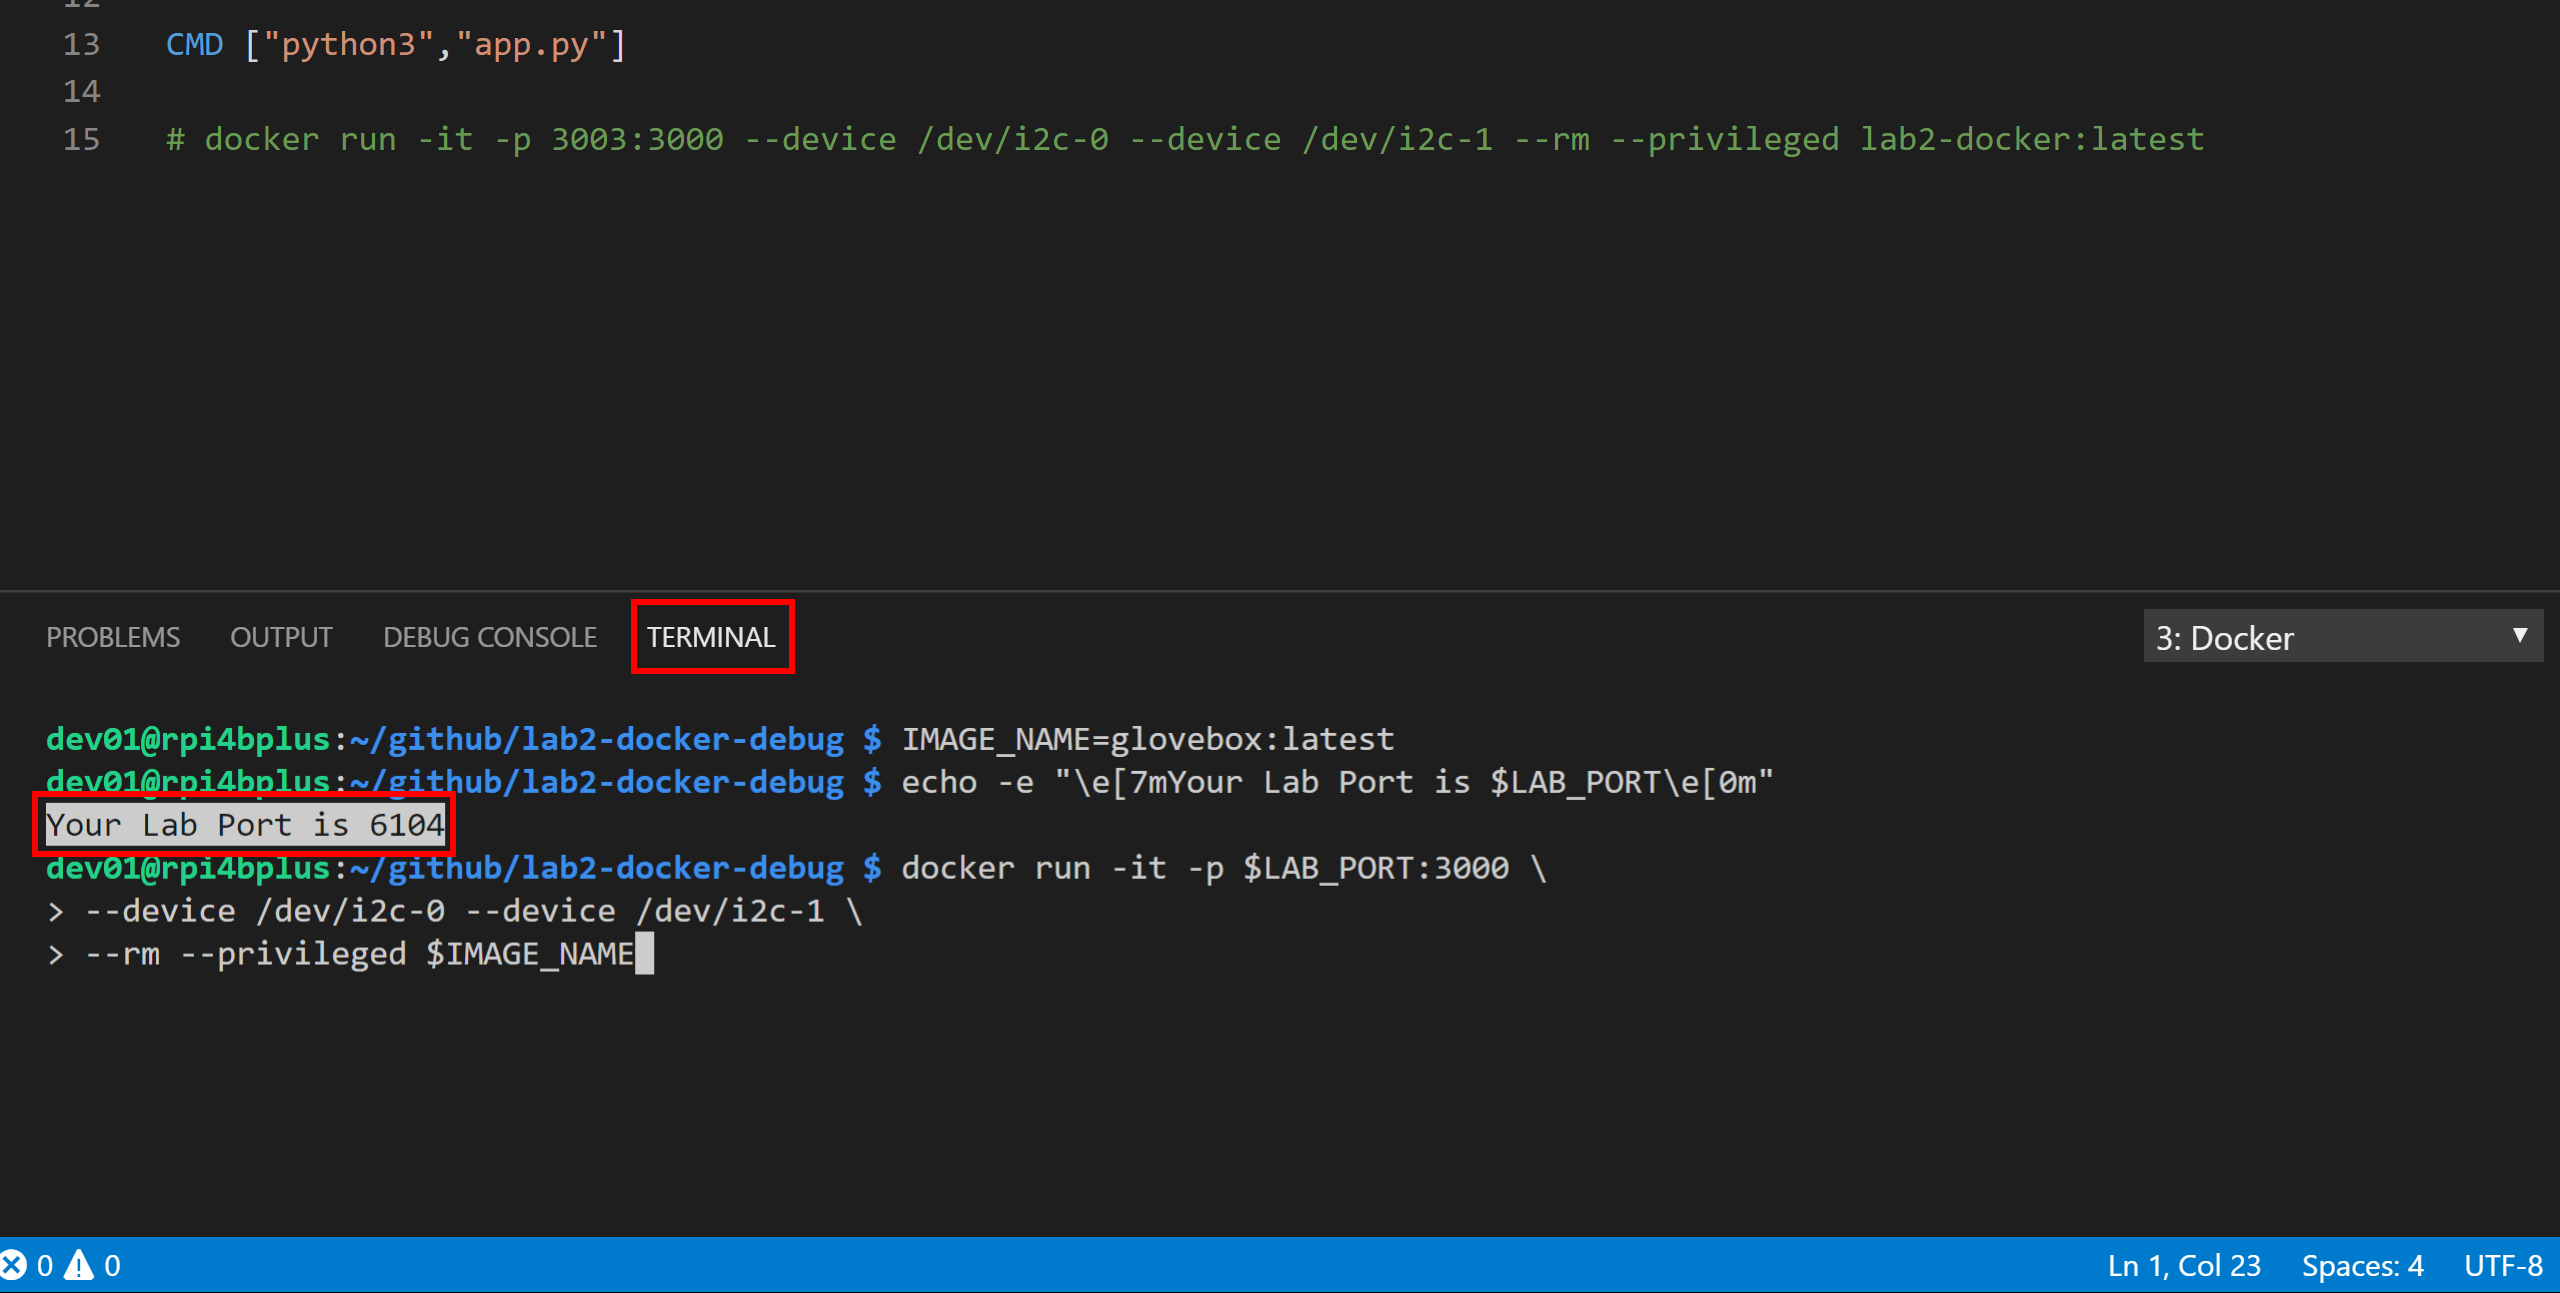 12
13 CMD ["python3","app.py"]
14
15 # docker run -it -p 3003:3000 --device /dev/i2c-0 --device /dev/i2c-1 --rm --privileged lab2-docker:latest
PROBLEMS OUTPUT DEBUG CONSOLE TERMINAL 3: Docker
dev01@rpi4bplus:~/github/lab2-docker-debug $ IMAGE_NAME=glovebox:latest
dev01@rpi4bplus:~/github/lab2-docker-debug $ echo -e "\e[7mYour Lab Port is $LAB_PORT\e[0m"
Your Lab Port is 6104
dev01@rpi4bplus:~/github/lab2-docker-debug $ docker run -it -p $LAB_PORT:3000 \
> --device /dev/i2c-0 --device /dev/i2c-1 \
> --rm --privileged $IMAGE_NAME
0 0 Ln 1, Col 23 Spaces: 4 UTF-8